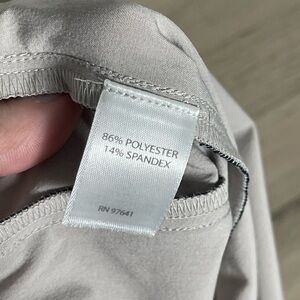 86% POLYESTER
14% SPANDEX
RN 97641